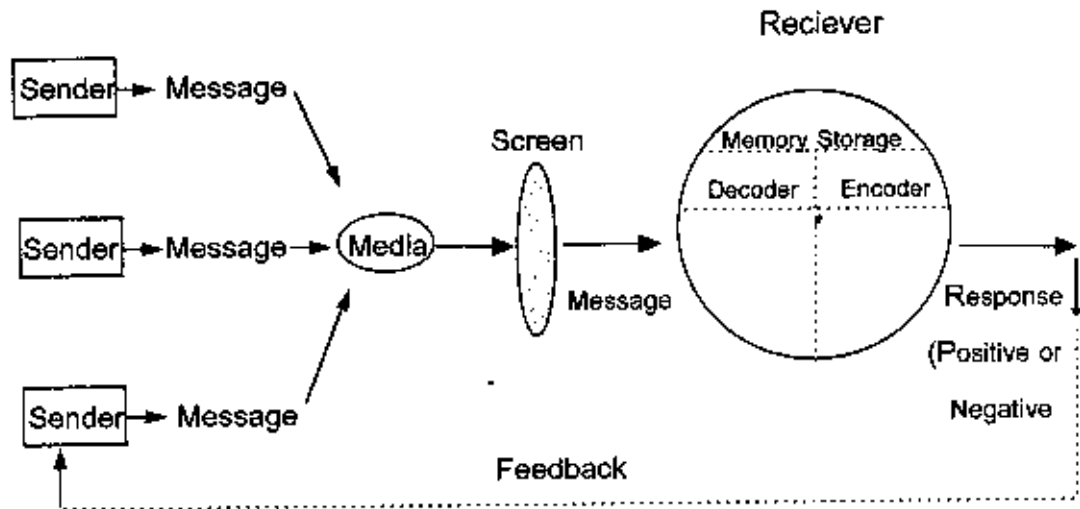 Reciever
Sender
Message
Screen
Memory Storage
Decoder
Encoder
Sender
Message
Media
Message
Response
(Positive or
Negative
Sender
Message
Feedback